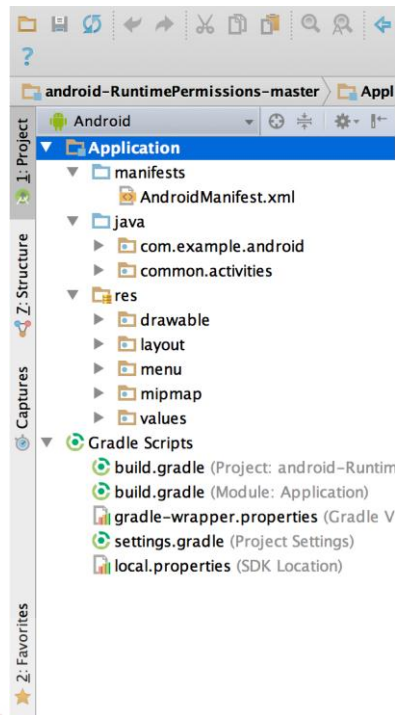 ?
android-RuntimePermissions-master Appl
Android
Application
manifests
AndroidManifest.xml
java
com.example.android
common.activities
res
drawable
layout
menu
mipmap
values
Gradle Scripts
build.gradle (Project: android-Runtim
build.gradle (Module: Application)
gradle-wrapper.properties (Gradle V
settings.gradle (Project Settings)
local.properties (SDK Location)
1: Project
Z: Structure
Captures
2: Favorites